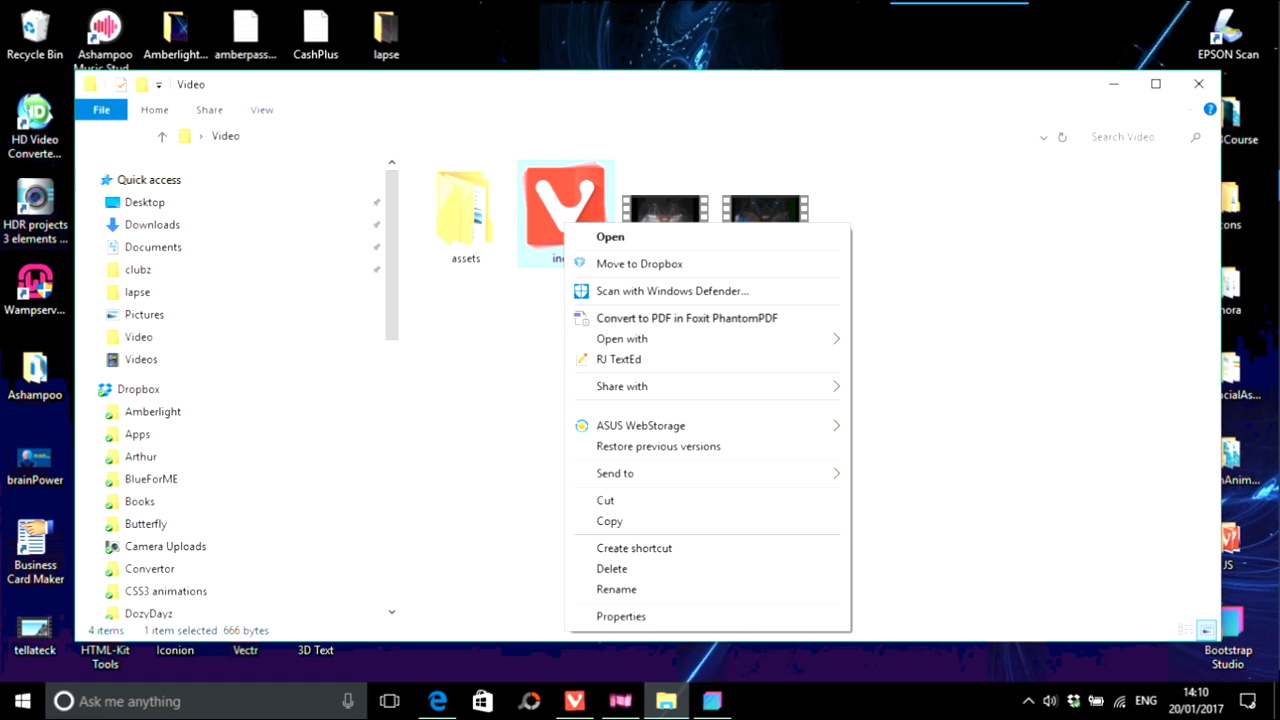 Recycle Bin
Ashampoo
Music Stud...
Amberlight...
amberpass...
CashPlus
lapse
EPSON Scan
Video
File
Home
Share
View
Video
Search Video
HD Video
Converte...
HDR projects
3 elements ...
Wampserv...
Ashampoo
brainPower
Business
Card Maker
tellateck
Quick access
Desktop
Downloads
Documents
clubz
lapse
Pictures
Video
Videos
Dropbox
Amberlight
Apps
Arthur
BlueForME
Books
Butterfly
Camera Uploads
Convertor
CSS3 animations
DozyDayz
assets
Open
Move to Dropbox
Scan with Windows Defender...
Convert to PDF in Foxit PhantomPDF
Open with
RJ TextEd
Share with
ASUS WebStorage
Restore previous versions
Send to
Cut
Copy
Create shortcut
Delete
Rename
Properties
4 items
1 item selected 666 bytes
HTML-Kit
Tools
Iconion
Vectr
3D Text
Bootstrap
Studio
Ask me anything
ENG
14:10
20/01/2017